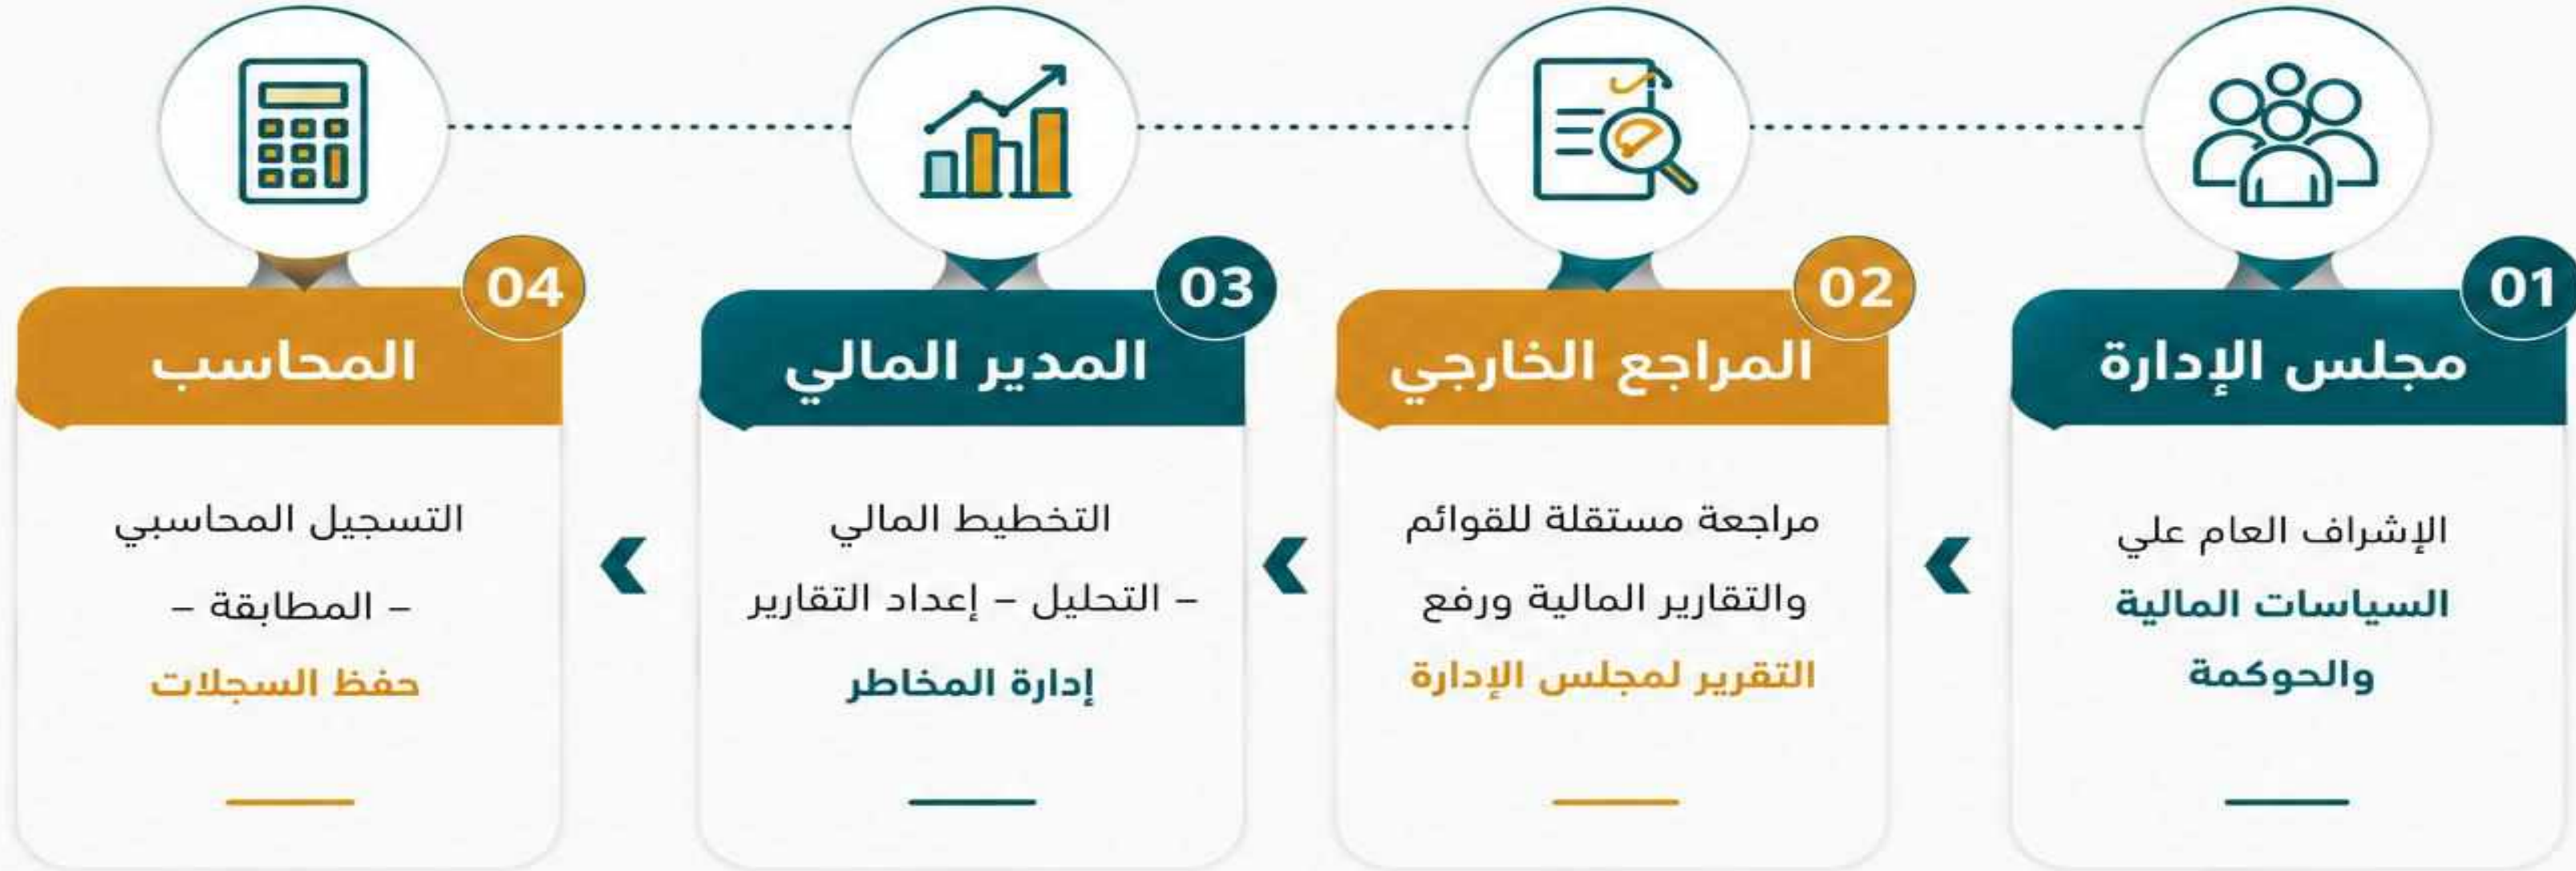 01
مجلس الإدارة
الإشراف العام علي
السياسات المالية
والحوكمة
02
المراجع الخارجي
مراجعة مستقلة للقوائم
والتقارير المالية ورفع
التقرير لمجلس الإدارة
03
المدير المالي
التخطيط المالي
– التحليل – إعداد التقارير
إدارة المخاطر
04
المحاسب
التسجيل المحاسبي
– المطابقة –
حفظ السجلات